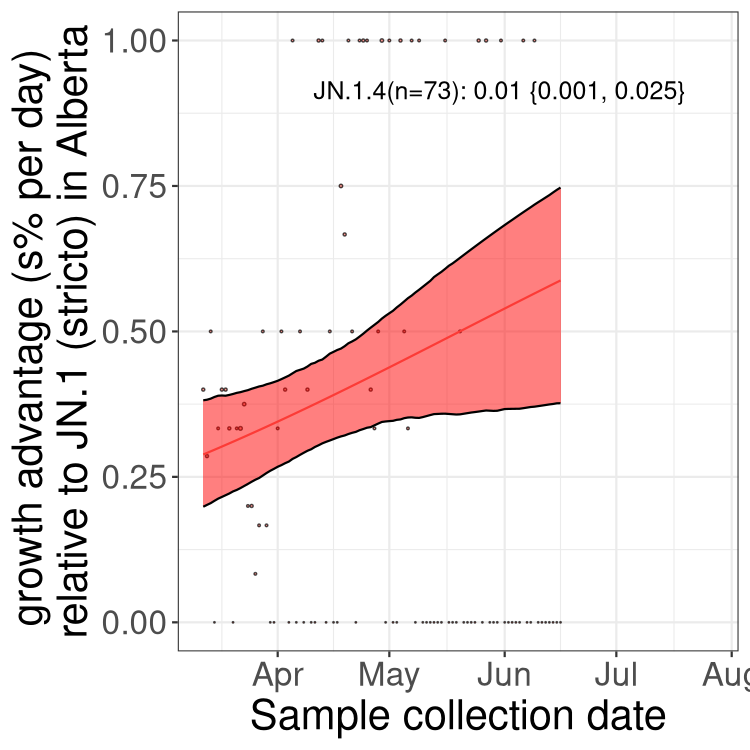 growth advantage (s% per day)
relative to JN.1 (stricto) in Alberta
1.00
0.75
0.50
0.25
0.00
JN.1.4(n=73): 0.01 {0.001, 0.025}
Apr May Jun Jul Aug
Sample collection date